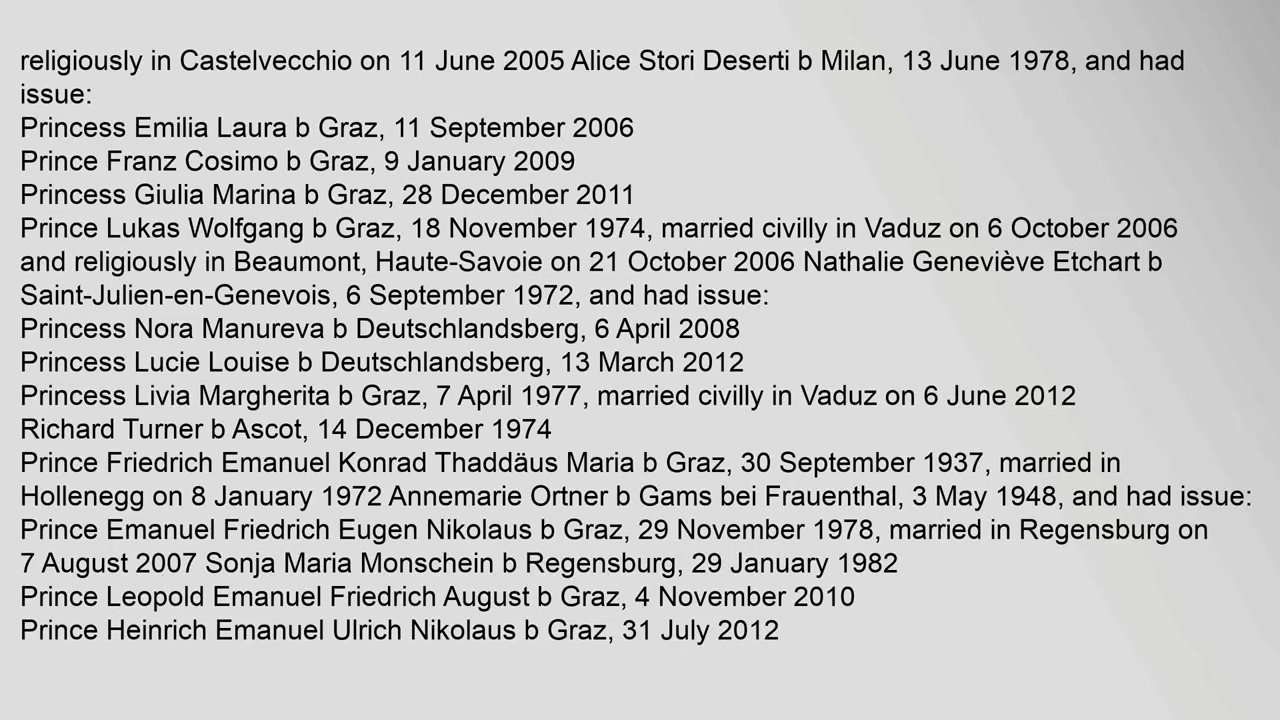 religiously in Castelvecchio on 11 June 2005 Alice Stori Deserti b Milan, 13 June 1978, and had
issue:
Princess Emilia Laura b Graz, 11 September 2006
Prince Franz Cosimo b Graz, 9 January 2009
Princess Giulia Marina b Graz, 28 December 2011
Prince Lukas Wolfgang b Graz, 18 November 1974, married civilly in Vaduz on 6 October 2006
and religiously in Beaumont, Haute-Savoie on 21 October 2006 Nathalie Geneviève Etchart b
Saint-Julien-en-Genevois, 6 September 1972, and had issue:
Princess Nora Manureva b Deutschlandsberg, 6 April 2008
Princess Lucie Louise b Deutschlandsberg, 13 March 2012
Princess Livia Margherita b Graz, 7 April 1977, married civilly in Vaduz on 6 June 2012
Richard Turner b Ascot, 14 December 1974
Prince Friedrich Emanuel Konrad Thaddäus Maria b Graz, 30 September 1937, married in
Hollenegg on 8 January 1972 Annemarie Ortner b Gams bei Frauenthal, 3 May 1948, and had issue:
Prince Emanuel Friedrich Eugen Nikolaus b Graz, 29 November 1978, married in Regensburg on
7 August 2007 Sonja Maria Monschein b Regensburg, 29 January 1982
Prince Leopold Emanuel Friedrich August b Graz, 4 November 2010
Prince Heinrich Emanuel Ulrich Nikolaus b Graz, 31 July 2012